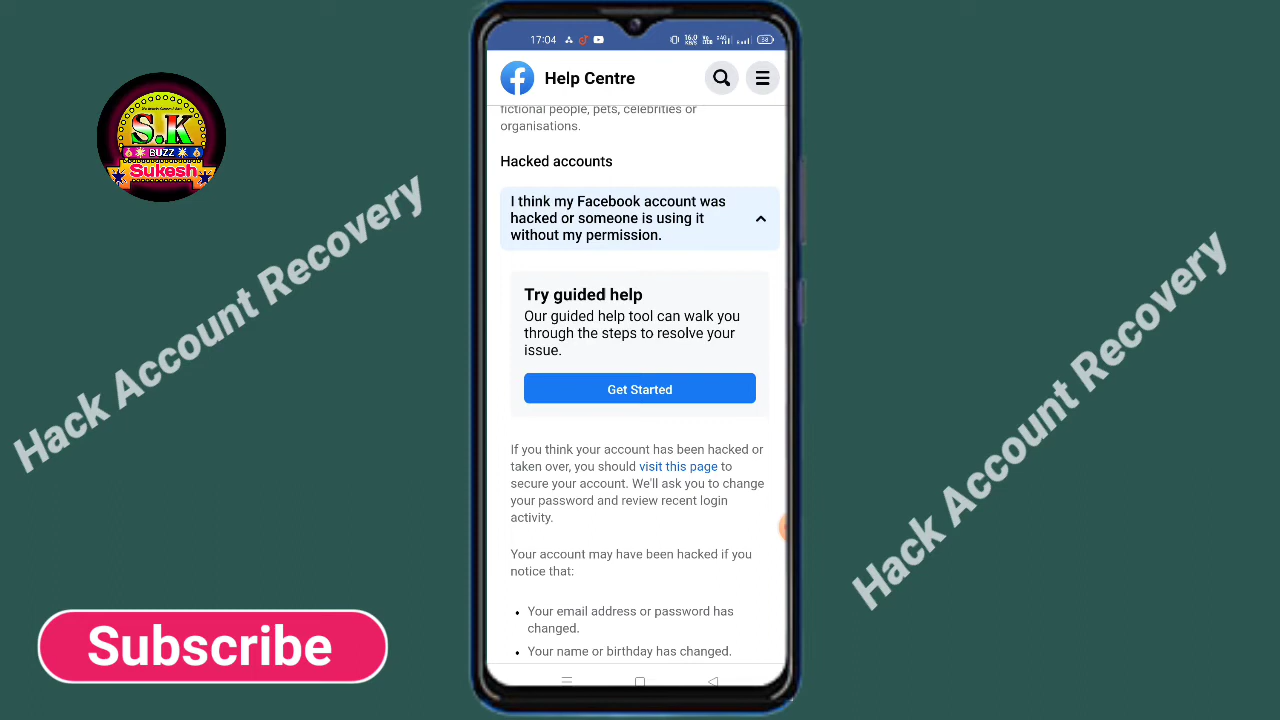 17:04
16.0
KB/S
58
Help Centre
fictional people, pets, celebrities or
organisations.
Hacked accounts
I think my Facebook account was
hacked or someone is using it
without my permission.
Try guided help
Our guided help tool can walk you
through the steps to resolve your
issue.
Get Started
If you think your account has been hacked or
taken over, you should visit this page to
secure your account. We'll ask you to change
your password and review recent login
activity.
Your account may have been hacked if you
notice that:
• Your email address or password has
changed.
• Your name or birthday has changed.
S.K
BUZZ
Sukesh
Hack Account Recovery
Hack Account Recovery
Subscribe